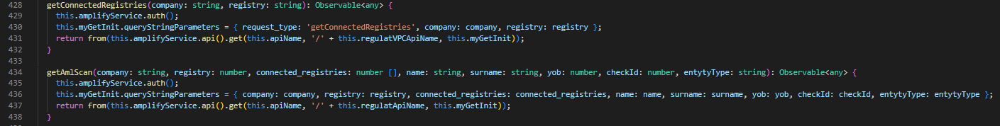 428 getConnectedRegistries(company: string, registry: string): Observable<any> {
429 this.amplifyService.auth();
430 this.myGetInit.queryStringParameters = { request_type: 'getConnectedRegistries', company: company, registry: registry };
431 return from(this.amplifyService.api().get(this.apiName, '/' + this.regulatVPCApiName, this.myGetInit));
432 }
433
434 getAmlScan(company: string, registry: number, connected_registries: number [], name: string, surname: string, yob: number, checkId: number, entytyType: string): Observable<any> {
435 this.amplifyService.auth();
436 this.myGetInit.queryStringParameters = { company: company, registry: registry, connected_registries: connected_registries, name: name, surname: surname, yob: yob, checkId: checkId, entytyType: entytyType };
437 return from(this.amplifyService.api().get(this.apiName, '/' + this.regulatApiName, this.myGetInit));
438 }